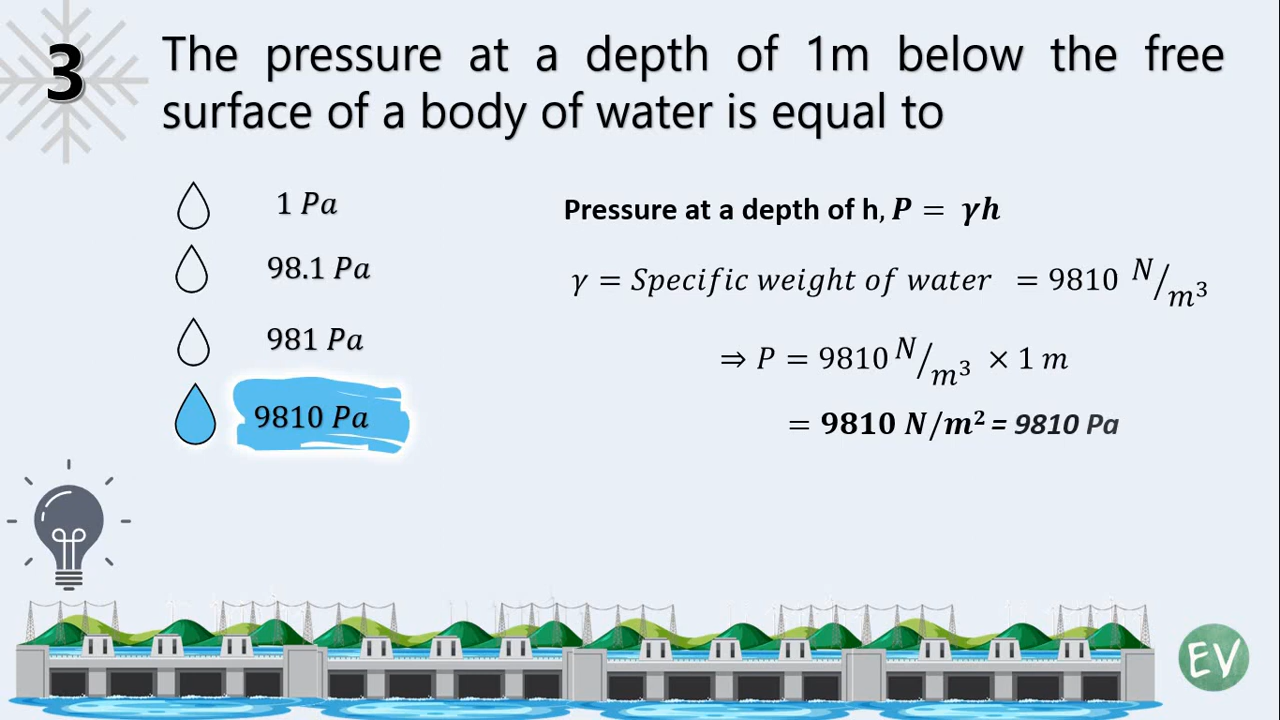 3
The pressure at a depth of 1m below the free
surface of a body of water is equal to
1 Pa
98.1 Pa
981 Pa
9810 Pa
Pressure at a depth of h, P = γh
γ = Specific weight of water = 9810 N/m³
⇒ P = 9810 N/m³ × 1 m
= 9810 N/m² = 9810 Pa
EV